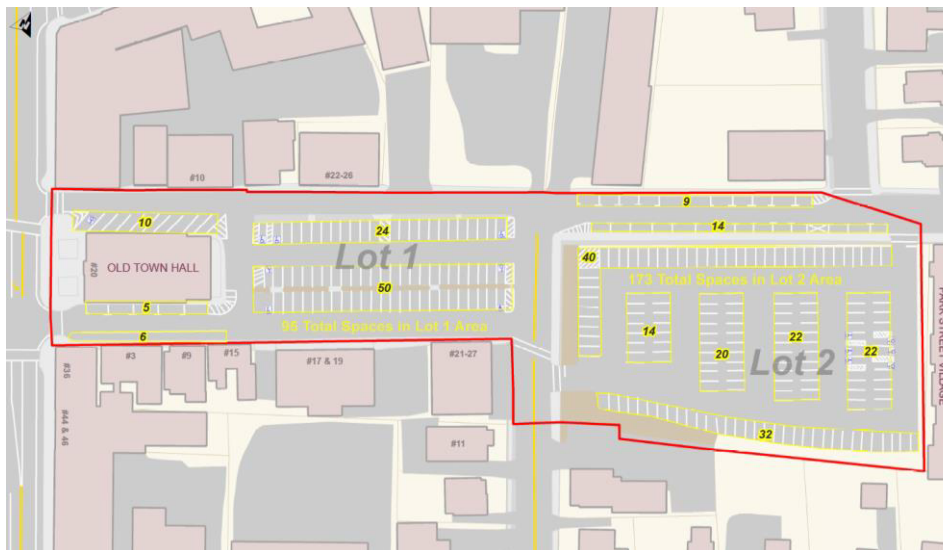 #10
#22-26
9
10
14
24
#20
OLD TOWN HALL
Lot 1
40
173 Total Spaces in Lot 2 Area
50
5
96 Total Spaces in Lot 1 Area
14
20
22
22
Lot 2
6
#3
#9
#15
#17 & 19
#21-27
#36
#44 & 46
#11
32
PARK STREET VILLAGE